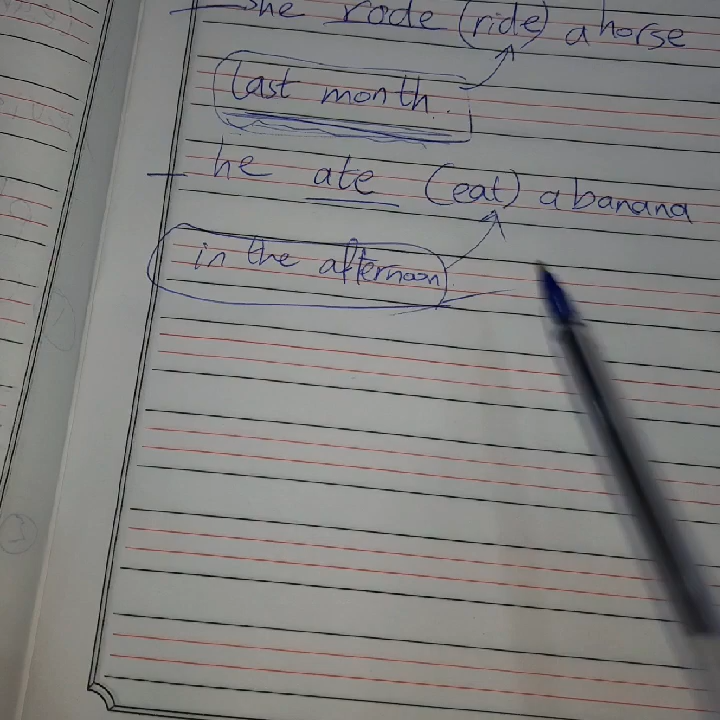 — she rode (ride) a horse
last month.
— he ate (eat) a banana
in the afternoon.